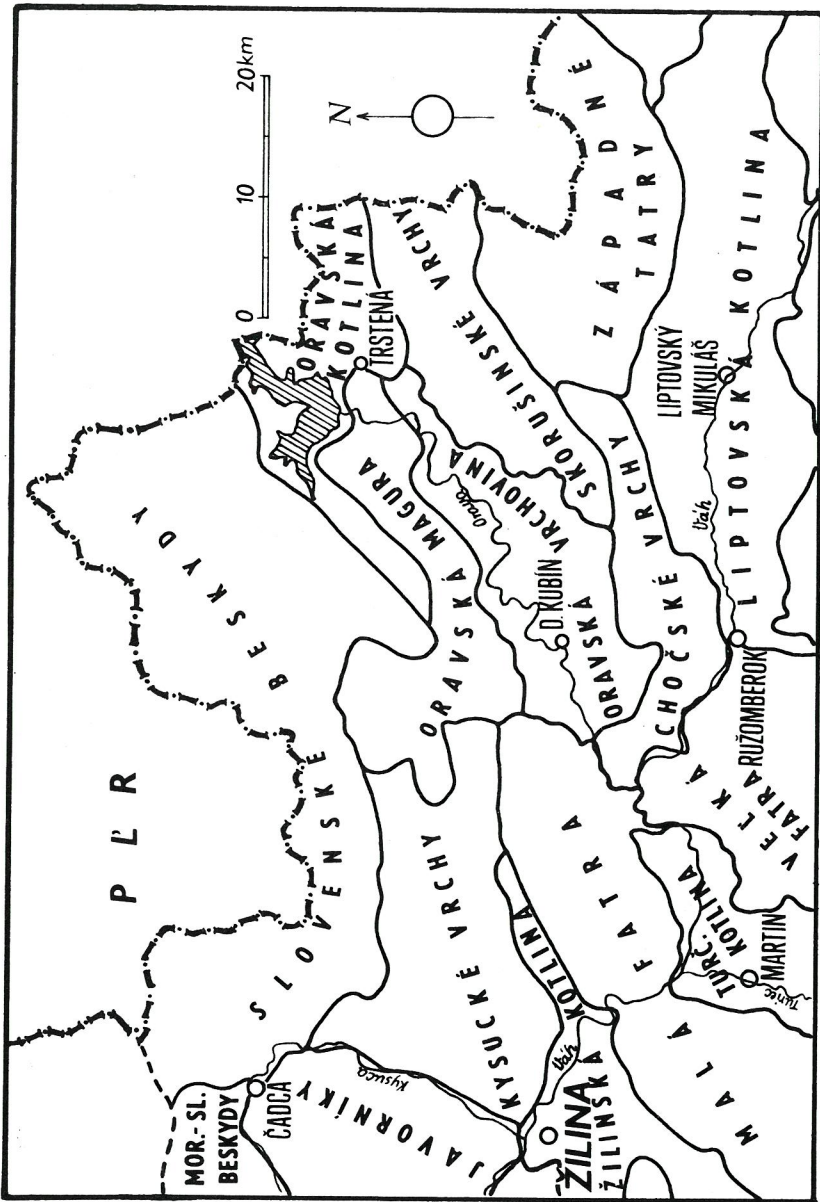 PĽR
0 10 20km
N
MOR.-SL.
BESKYDY
ČADCA
SLOVENSKÉ BESKYDY
JAVORNÍKY
Kysuca
KYSUCKÉ VRCHY
ORAVSKÁ MAGURA
ORAVSKÁ
KOTLINA
TRSTENÁ
Orava
D. KUBÍN
ORAVSKÁ VRCHOVINA
SKORUŠINSKÉ VRCHY
ZÁPADNÉ
TATRY
CHOČSKÉ VRCHY
LIPTOVSKÝ
MIKULÁŠ
Váh
LIPTOVSKÁ KOTLINA
RUŽOMBEROK
VEĽKÁ
FATRA
ŽILINA
ŽILINSKÁ KOTLINA
Váh
MALÁ FATRA
TURČ.
KOTLINA
MARTIN
Turiec